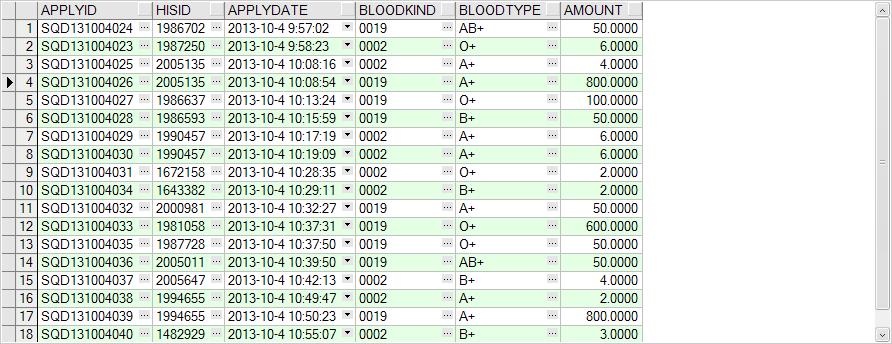 APPLYID HISID APPLYDATE BLOODKIND BLOODTYPE AMOUNT
1 SQD131004024 1986702 2013-10-4 9:57:02 0019 AB+ 50.0000
2 SQD131004023 1987250 2013-10-4 9:58:23 0002 O+ 6.0000
3 SQD131004025 2005135 2013-10-4 10:08:16 0002 A+ 4.0000
4 SQD131004026 2005135 2013-10-4 10:08:54 0019 A+ 800.0000
5 SQD131004027 1986637 2013-10-4 10:13:24 0019 O+ 100.0000
6 SQD131004028 1986593 2013-10-4 10:15:59 0019 B+ 50.0000
7 SQD131004029 1990457 2013-10-4 10:17:19 0002 A+ 6.0000
8 SQD131004030 1990457 2013-10-4 10:19:09 0002 A+ 6.0000
9 SQD131004031 1672158 2013-10-4 10:28:35 0002 O+ 2.0000
10 SQD131004034 1643382 2013-10-4 10:29:11 0002 B+ 2.0000
11 SQD131004032 2000981 2013-10-4 10:32:27 0019 A+ 50.0000
12 SQD131004033 1981058 2013-10-4 10:37:31 0019 O+ 600.0000
13 SQD131004035 1987728 2013-10-4 10:37:50 0019 O+ 50.0000
14 SQD131004036 2005011 2013-10-4 10:39:50 0019 AB+ 50.0000
15 SQD131004037 2005647 2013-10-4 10:42:13 0002 B+ 4.0000
16 SQD131004038 1994655 2013-10-4 10:49:47 0002 A+ 2.0000
17 SQD131004039 1994655 2013-10-4 10:50:23 0019 A+ 800.0000
18 SQD131004040 1482929 2013-10-4 10:55:07 0002 B+ 3.0000